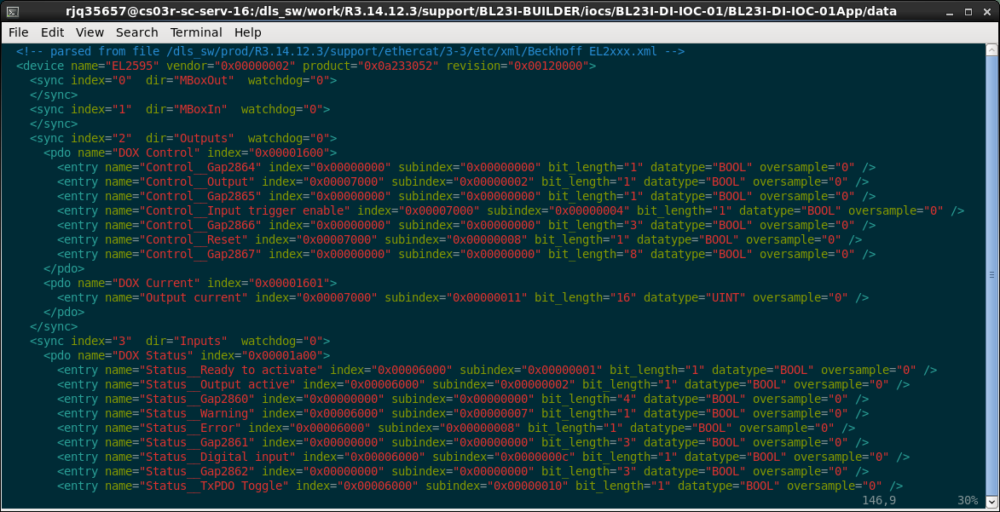 rjq35657@cs03r-sc-serv-16:/dls_sw/work/R3.14.12.3/support/BL23I-BUILDER/iocs/BL23I-DI-IOC-01/BL23I-DI-IOC-01App/data
File Edit View Search Terminal Help
<!-- parsed from file /dls_sw/prod/R3.14.12.3/support/ethercat/3-3/etc/xml/Beckhoff EL2xxx.xml -->
<device name="EL2595" vendor="0x00000002" product="0x0a233052" revision="0x00120000">
<sync index="0" dir="MBoxOut" watchdog="0">
</sync>
<sync index="1" dir="MBoxIn" watchdog="0">
</sync>
<sync index="2" dir="Outputs" watchdog="0">
<pdo name="DOX Control" index="0x00001600">
<entry name="Control__Gap2864" index="0x00000000" subindex="0x00000000" bit_length="1" datatype="BOOL" oversample="0" />
<entry name="Control__Output" index="0x00007000" subindex="0x00000002" bit_length="1" datatype="BOOL" oversample="0" />
<entry name="Control__Gap2865" index="0x00000000" subindex="0x00000000" bit_length="1" datatype="BOOL" oversample="0" />
<entry name="Control__Input trigger enable" index="0x00007000" subindex="0x00000004" bit_length="1" datatype="BOOL" oversample="0" />
<entry name="Control__Gap2866" index="0x00000000" subindex="0x00000000" bit_length="3" datatype="BOOL" oversample="0" />
<entry name="Control__Reset" index="0x00007000" subindex="0x00000008" bit_length="1" datatype="BOOL" oversample="0" />
<entry name="Control__Gap2867" index="0x00000000" subindex="0x00000000" bit_length="8" datatype="BOOL" oversample="0" />
</pdo>
<pdo name="DOX Current" index="0x00001601">
<entry name="Output current" index="0x00007000" subindex="0x00000011" bit_length="16" datatype="UINT" oversample="0" />
</pdo>
</sync>
<sync index="3" dir="Inputs" watchdog="0">
<pdo name="DOX Status" index="0x00001a00">
<entry name="Status__Ready to activate" index="0x00006000" subindex="0x00000001" bit_length="1" datatype="BOOL" oversample="0" />
<entry name="Status__Output active" index="0x00006000" subindex="0x00000002" bit_length="1" datatype="BOOL" oversample="0" />
<entry name="Status__Gap2860" index="0x00000000" subindex="0x00000000" bit_length="4" datatype="BOOL" oversample="0" />
<entry name="Status__Warning" index="0x00006000" subindex="0x00000007" bit_length="1" datatype="BOOL" oversample="0" />
<entry name="Status__Error" index="0x00006000" subindex="0x00000008" bit_length="1" datatype="BOOL" oversample="0" />
<entry name="Status__Gap2861" index="0x00000000" subindex="0x00000000" bit_length="3" datatype="BOOL" oversample="0" />
<entry name="Status__Digital input" index="0x00006000" subindex="0x0000000c" bit_length="1" datatype="BOOL" oversample="0" />
<entry name="Status__Gap2862" index="0x00000000" subindex="0x00000000" bit_length="3" datatype="BOOL" oversample="0" />
<entry name="Status__TxPDO Toggle" index="0x00006000" subindex="0x00000010" bit_length="1" datatype="BOOL" oversample="0" />
146,9 30%